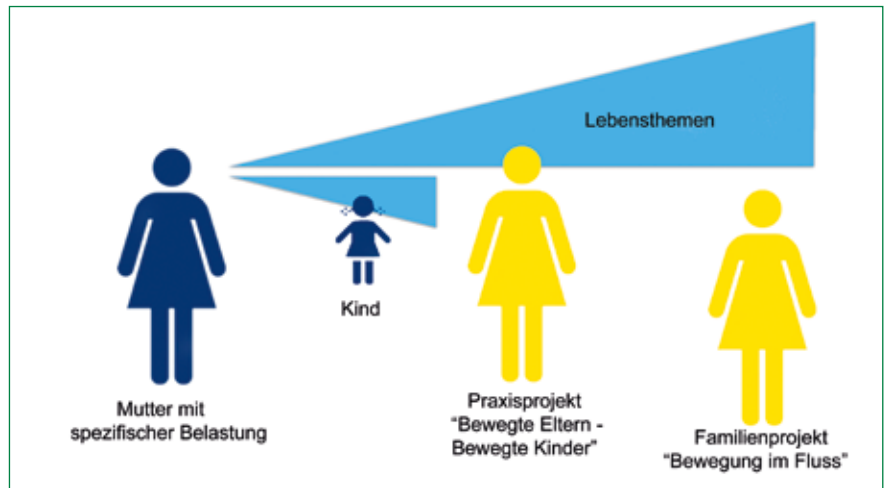 Lebensthemen
Kind
Mutter mit
spezifischer Belastung
Praxisprojekt
“Bewegte Eltern -
Bewegte Kinder”
Familienprojekt
“Bewegung im Fluss”